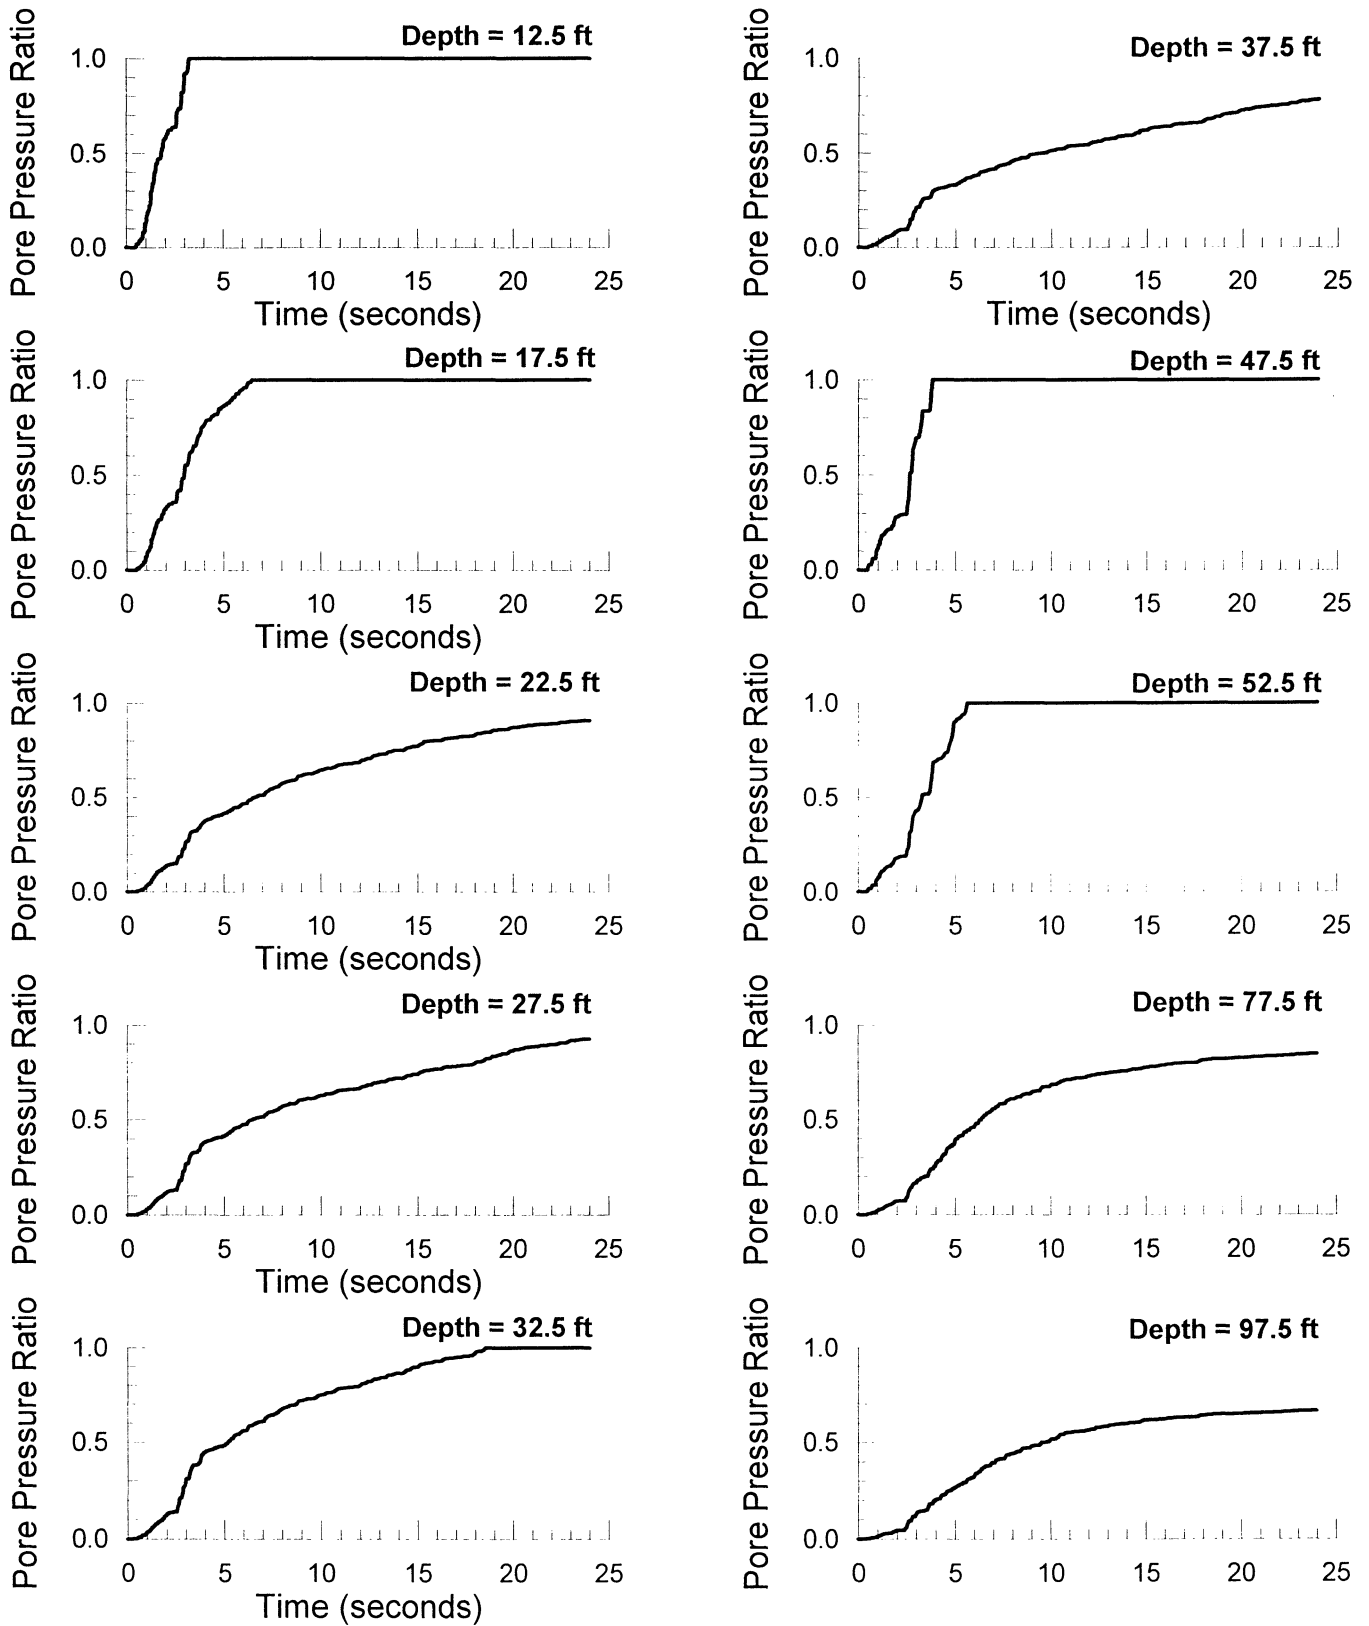 Depth = 12.5 ft
Pore Pressure Ratio
1.0
0.5
0.0
0 5 10 15 20 25
Time (seconds)
Depth = 17.5 ft
Pore Pressure Ratio
1.0
0.5
0.0
0 5 10 15 20 25
Time (seconds)
Depth = 22.5 ft
Pore Pressure Ratio
1.0
0.5
0.0
0 5 10 15 20 25
Time (seconds)
Depth = 27.5 ft
Pore Pressure Ratio
1.0
0.5
0.0
0 5 10 15 20 25
Time (seconds)
Depth = 32.5 ft
Pore Pressure Ratio
1.0
0.5
0.0
0 5 10 15 20 25
Time (seconds)
Depth = 37.5 ft
Pore Pressure Ratio
1.0
0.5
0.0
0 5 10 15 20 25
Time (seconds)
Depth = 47.5 ft
Pore Pressure Ratio
1.0
0.5
0.0
0 5 10 15 20 25
Depth = 52.5 ft
Pore Pressure Ratio
1.0
0.5
0.0
0 5 10 15 20 25
Depth = 77.5 ft
Pore Pressure Ratio
1.0
0.5
0.0
0 5 10 15 20 25
Depth = 97.5 ft
Pore Pressure Ratio
1.0
0.5
0.0
0 5 10 15 20 25